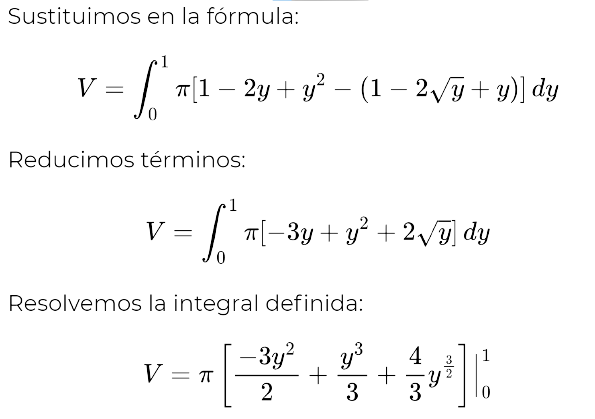 Sustituimos en la fórmula:
V = ∫₀¹ π[1 − 2y + y² − (1 − 2√y + y)] dy
Reducimos términos:
V = ∫₀¹ π[−3y + y² + 2√y] dy
Resolvemos la integral definida:
V = π [ −3y²/2 + y³/3 + 4/3 y^(3/2) ] |₀¹